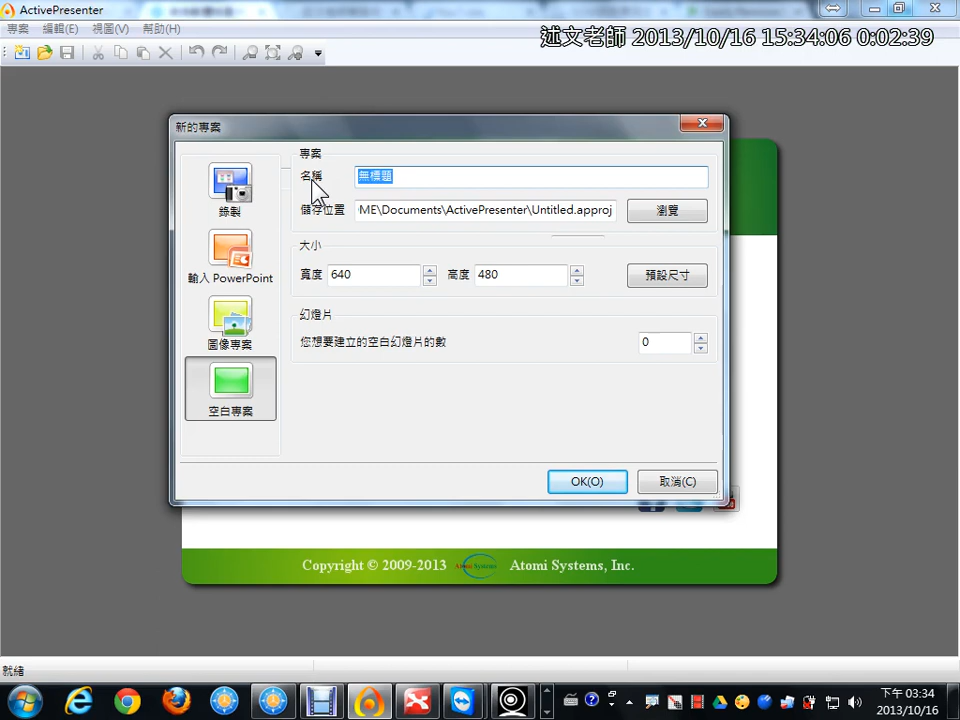 ActivePresenter
專案 編輯(E) 視圖(V) 幫助(H)
述文老師 2013/10/16 15:34:06 0:02:39
新的專案
錄製
輸入 PowerPoint
圖像專案
空白專案
專案
名稱 無標題
儲存位置 ME\Documents\ActivePresenter\Untitled.approj 瀏覽
大小
寬度 640 高度 480 預設尺寸
幻燈片
您想要建立的空白幻燈片的數 0
OK(O) 取消(C)
Copyright © 2009-2013 Atomi Systems Atomi Systems, Inc.
就緒
下午 03:34
2013/10/16